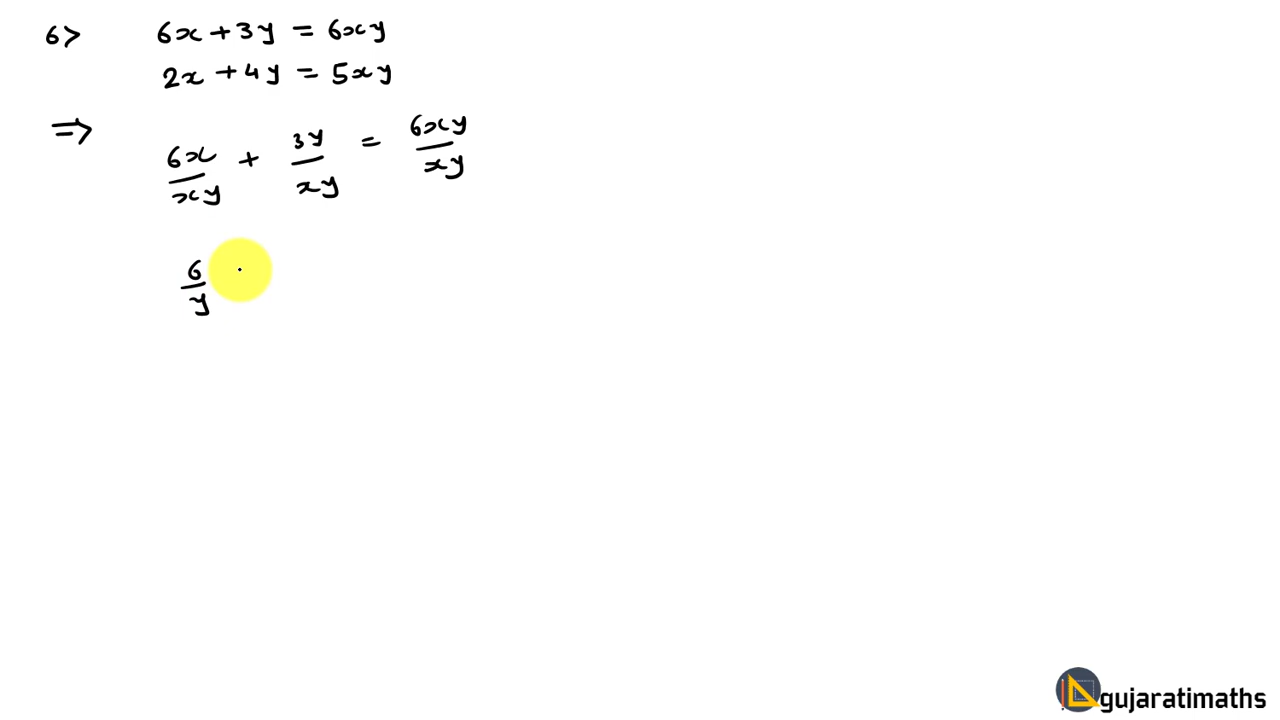 6> 6x + 3y = 6xy
2x + 4y = 5xy
⇒ 6x/xy + 3y/xy = 6xy/xy
6/y
gujaratimaths